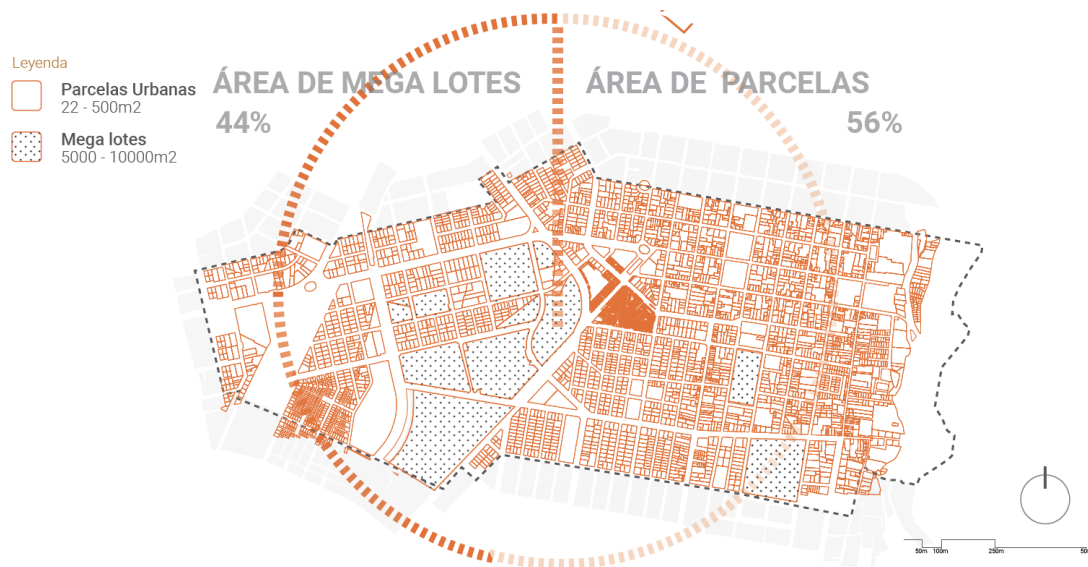 Leyenda
Parcelas Urbanas
22 - 500m2
Mega lotes
5000 - 10000m2
ÁREA DE MEGA LOTES
44%
ÁREA DE PARCELAS
56%
50m 100m 250m 50